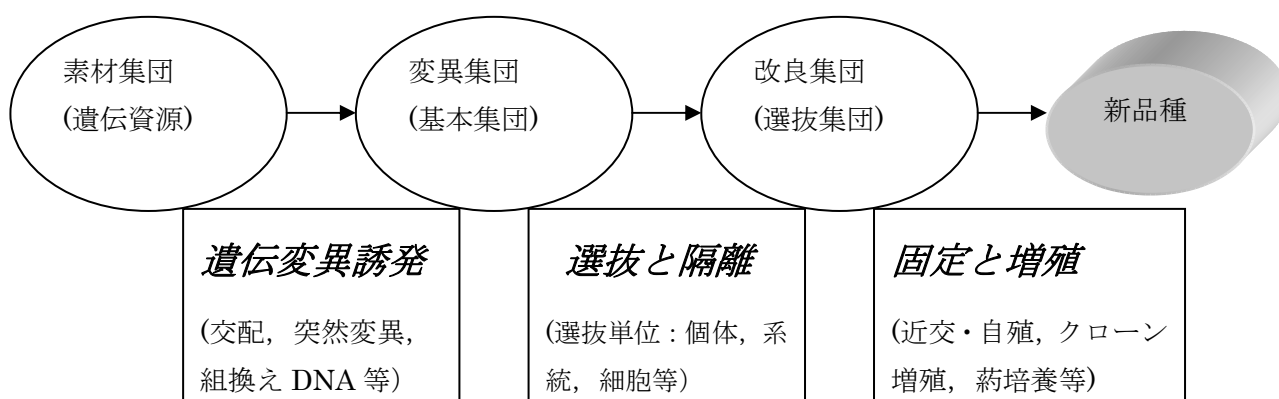 素材集団
(遺伝資源)
変異集団
(基本集団)
改良集団
(選抜集団)
新品種
遺伝変異誘発
(交配，突然変異，
組換え DNA 等）
選抜と隔離
(選抜単位：個体，系
統，細胞等）
固定と増殖
(近交・自殖，クローン
増殖，葯培養等)